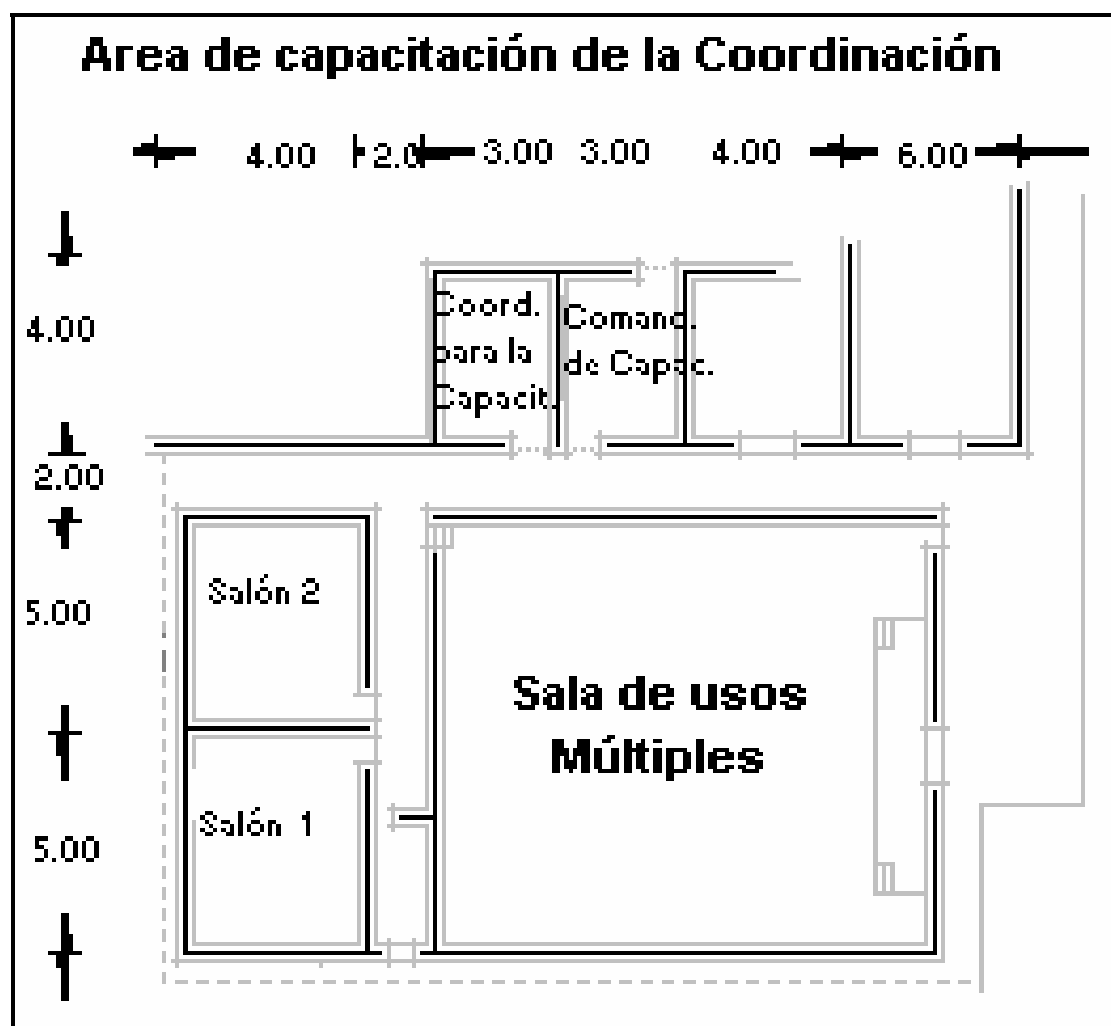 Area de capacitación de la Coordinación
4.00 2.0 3.00 3.00 4.00 6.00
4.00
2.00
5.00
5.00
Coord.
para la
Capacit.
Comand.
de Capac.
Salón 2
Salón 1
Sala de usos
Múltiples